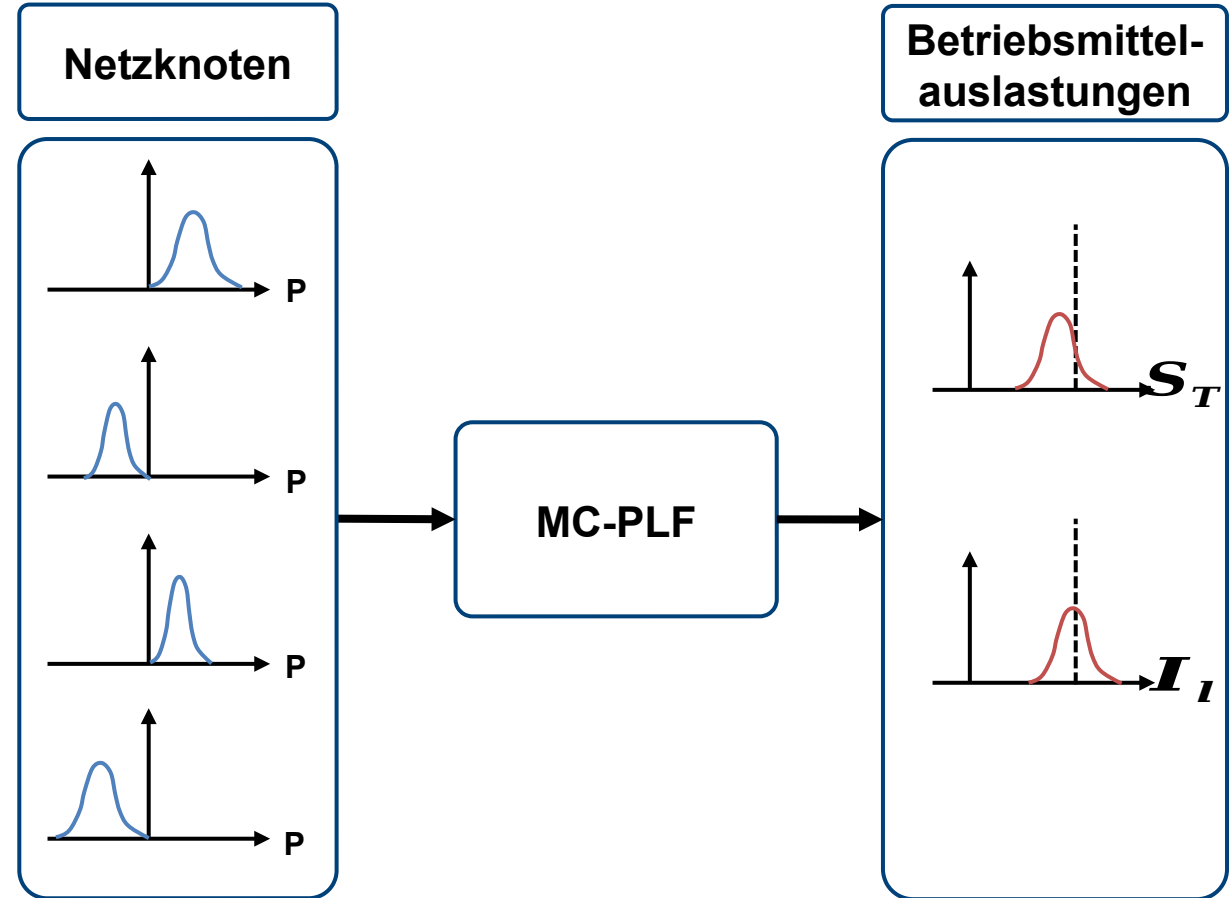 Netzknoten
P
P
P
P
MC-PLF
Betriebsmittel-
auslastungen
S_T
I_l